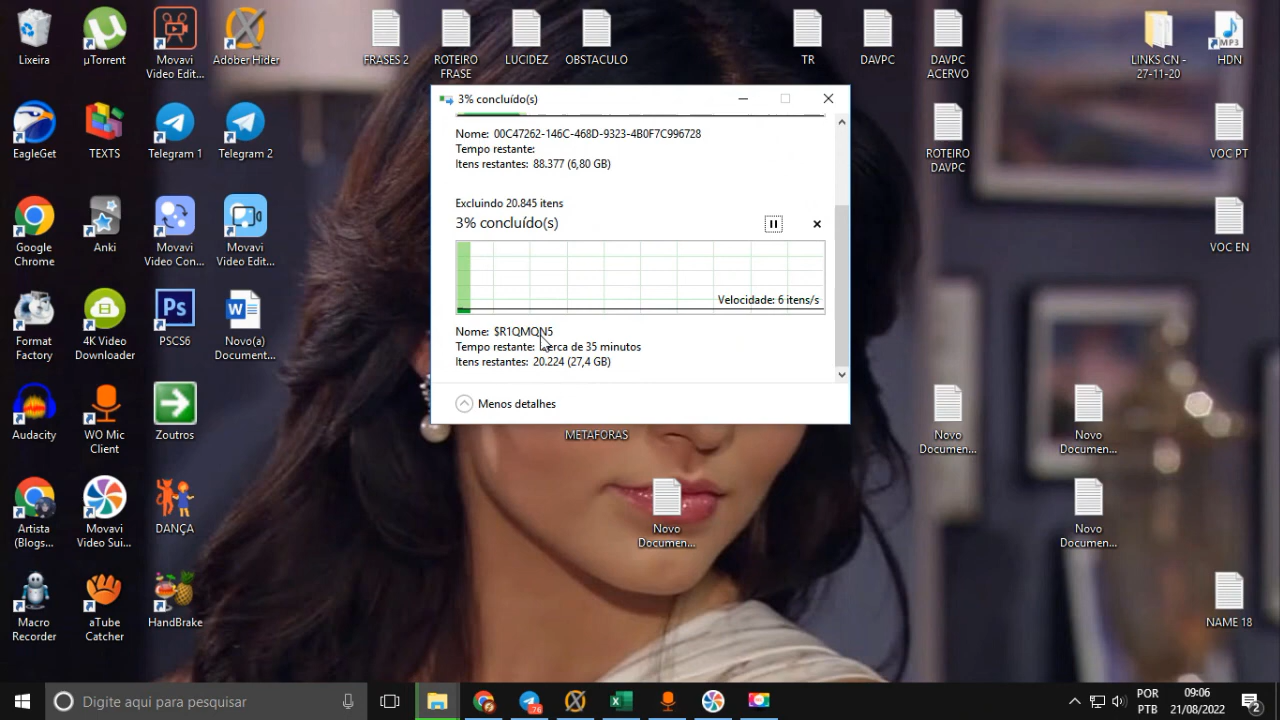 Lixeira
µTorrent
Movavi
Video Edit...
Adober Hider
FRASES 2
ROTEIRO
FRASE
LUCIDEZ
OBSTACULO
TR
DAVPC
DAVPC
ACERVO
LINKS CN -
27-11-20
MP3
HDN
3% concluído(s)
Nome: 00C47262-146C-468D-9323-4B0F7C996728
Tempo restante:
Itens restantes: 88.377 (6,80 GB)
Excluindo 20.845 itens
3% concluído(s)
Velocidade: 6 itens/s
Nome: $R1QMQN5
Tempo restante: Cerca de 35 minutos
Itens restantes: 20.224 (27,4 GB)
Menos detalhes
EagleGet
TEXTS
Telegram 1
Telegram 2
ROTEIRO
DAVPC
VOC PT
Google
Chrome
Anki
Movavi
Video Con...
Movavi
Video Edit...
VOC EN
Format
Factory
4K Video
Downloader
Ps
PSCS6
W
Novo(a)
Document...
Audacity
WO Mic
Client
Zoutros
METAFORAS
Novo
Documen...
Novo
Documen...
Artista
(Blogs...
Movavi
Video Sui...
DANÇA
Novo
Documen...
Novo
Documen...
Macro
Recorder
aTube
Catcher
HandBrake
NAME 18
Digite aqui para pesquisar
76
POR
PTB
09:06
21/08/2022
2